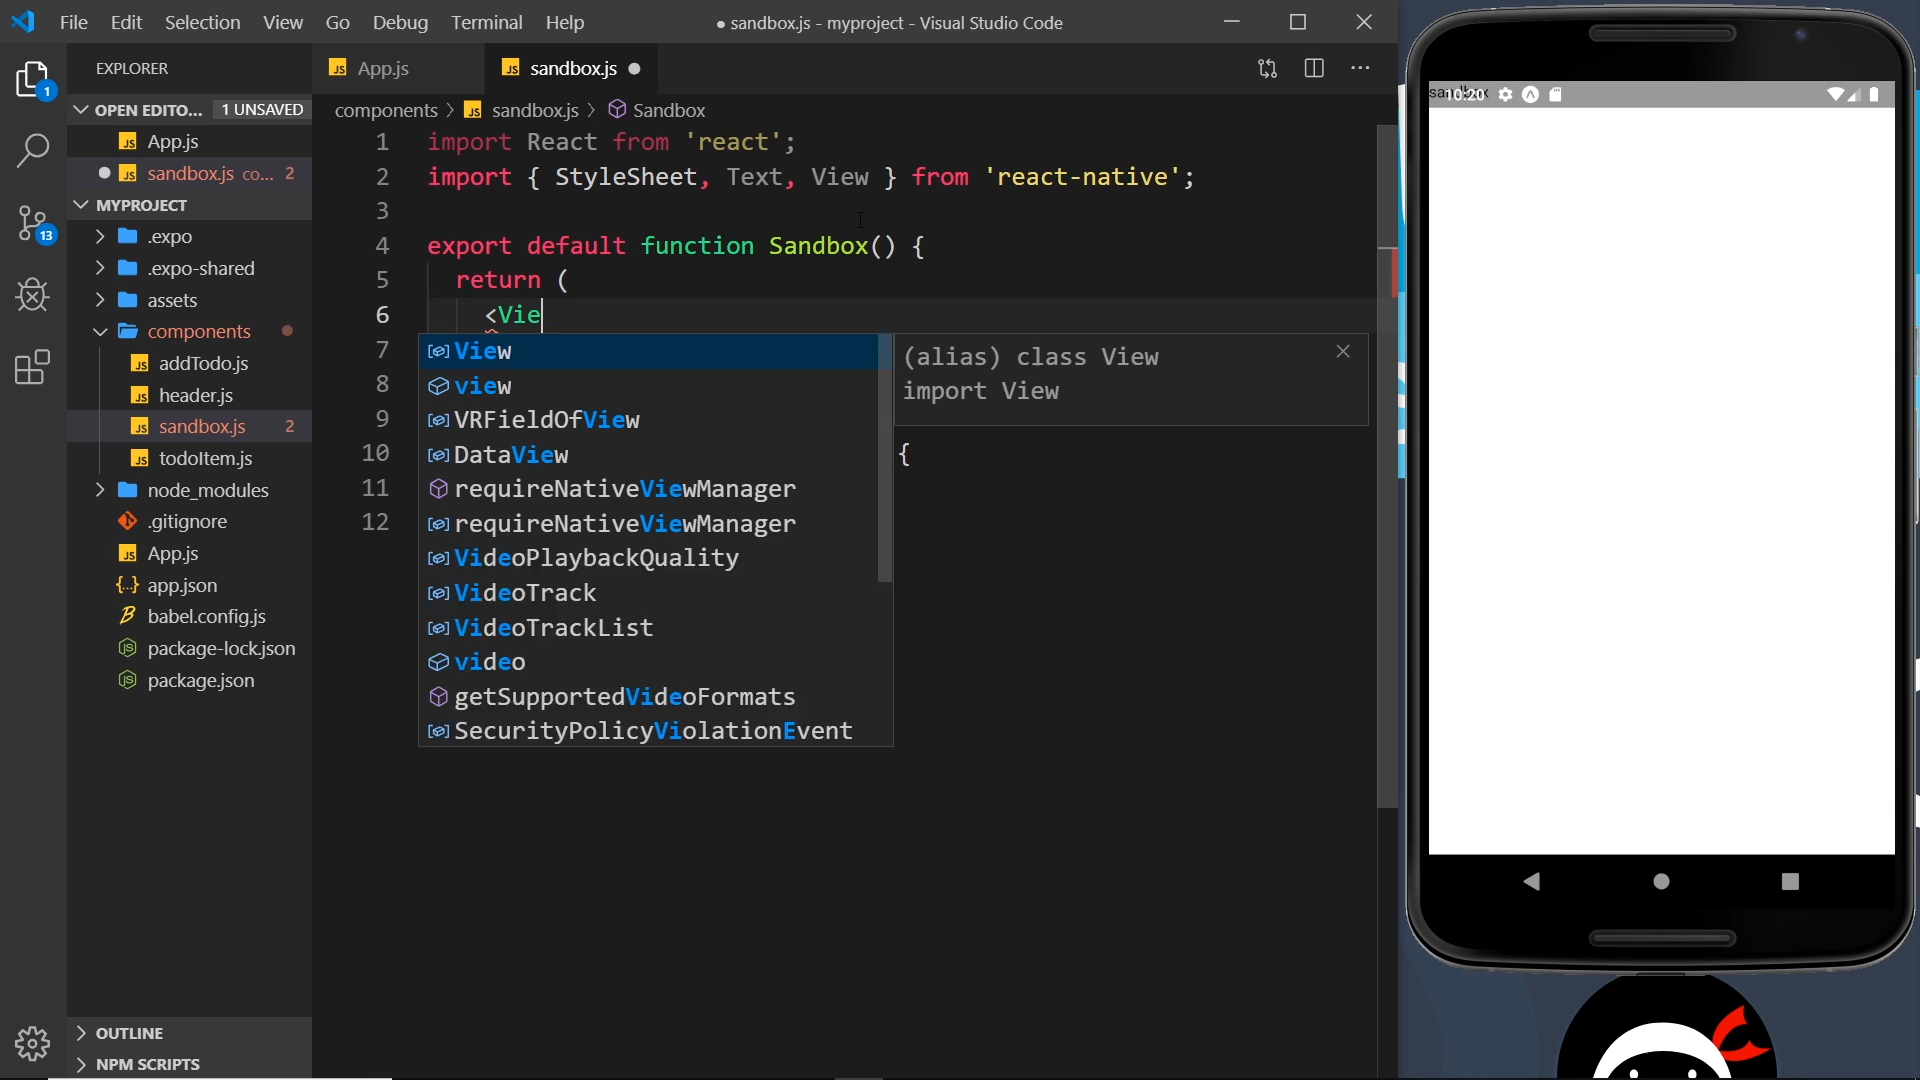 File Edit Selection View Go Debug Terminal Help
● sandbox.js - myproject - Visual Studio Code
EXPLORER
OPEN EDITO... 1 UNSAVED
App.js
sandbox.js co... 2
MYPROJECT
.expo
.expo-shared
assets
components
addTodo.js
header.js
sandbox.js 2
todoItem.js
node_modules
.gitignore
App.js
app.json
babel.config.js
package-lock.json
package.json
OUTLINE
NPM SCRIPTS
1
13
App.js
sandbox.js
components > sandbox.js > Sandbox
1 import React from 'react';
2 import { StyleSheet, Text, View } from 'react-native';
3
4 export default function Sandbox() {
5 return (
6 <Vie
7
8
9
10 {
11
12
View
view
VRFieldOfView
DataView
requireNativeViewManager
requireNativeViewManager
VideoPlaybackQuality
VideoTrack
VideoTrackList
video
getSupportedVideoFormats
SecurityPolicyViolationEvent
(alias) class View
import View
sandbox
10:20